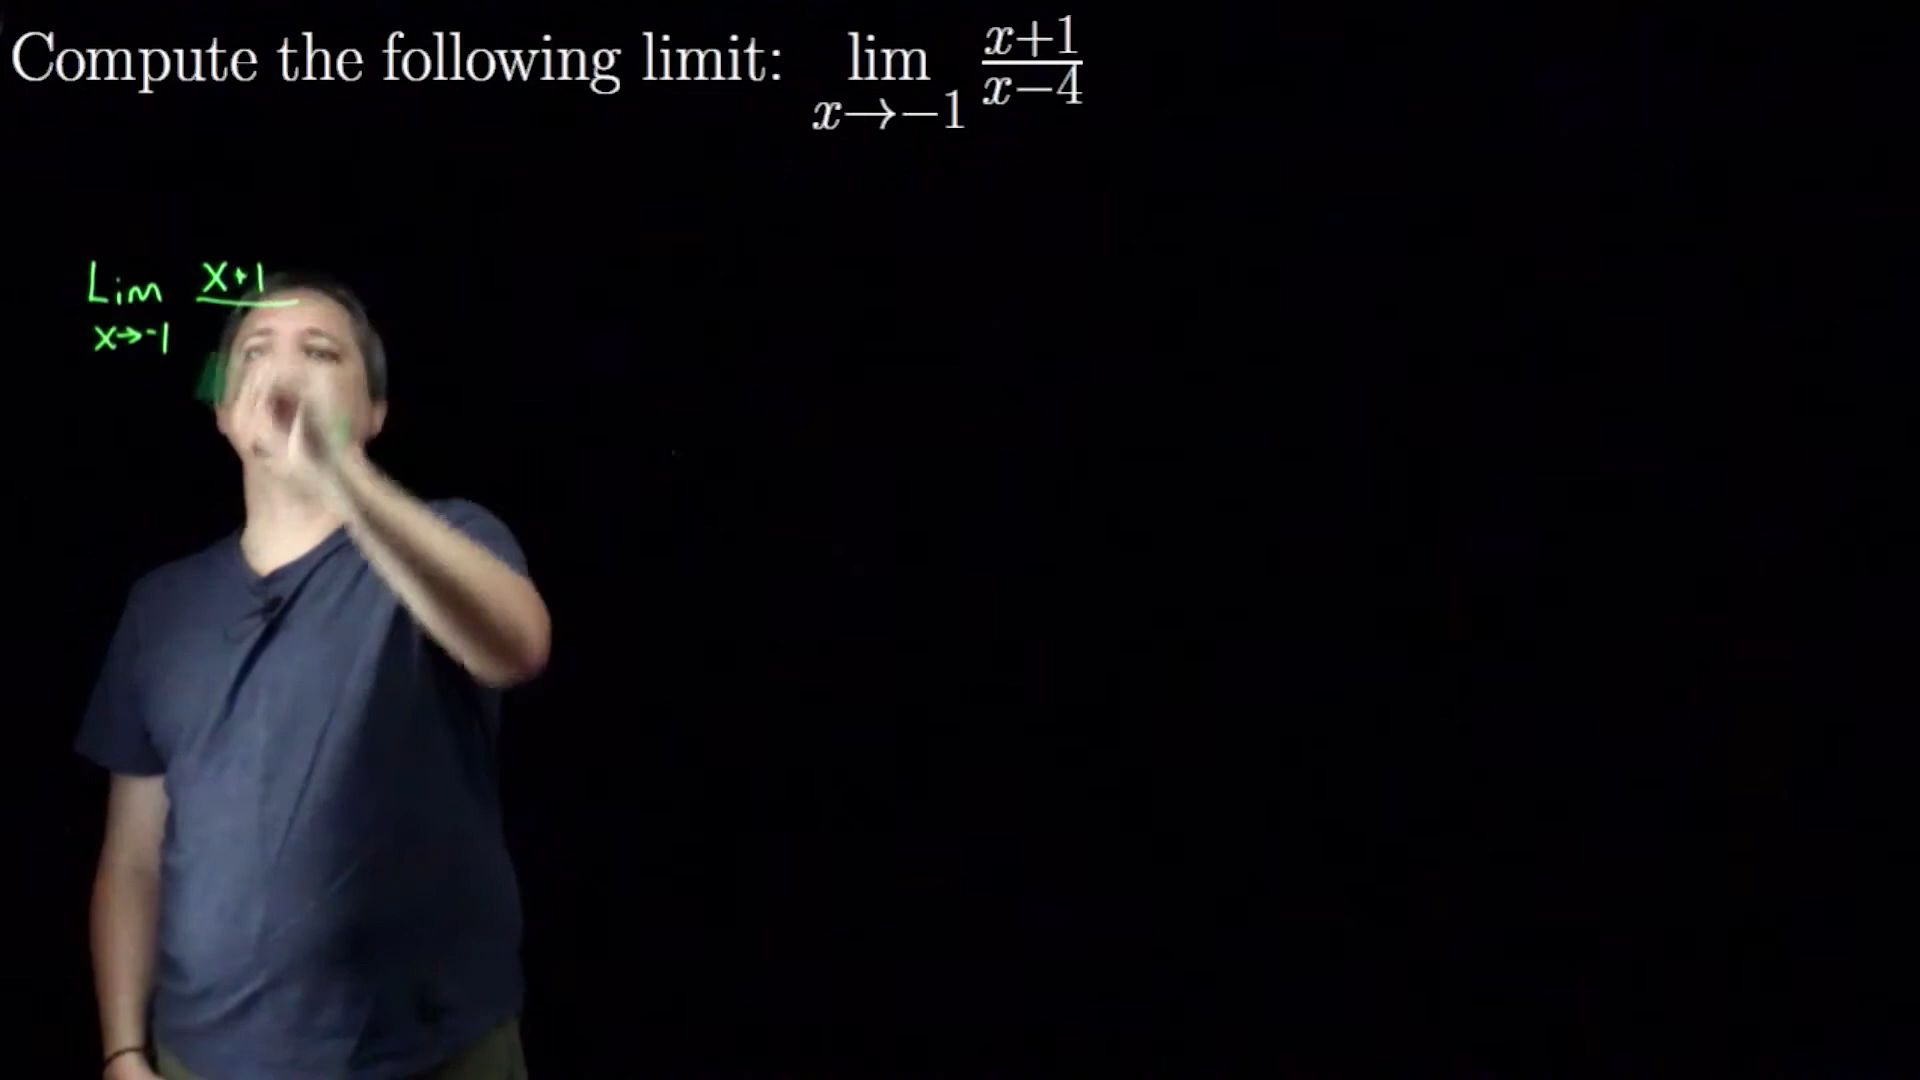 Compute the following limit: lim x→−1 x+1/x−4
Lim x+1
x→-1